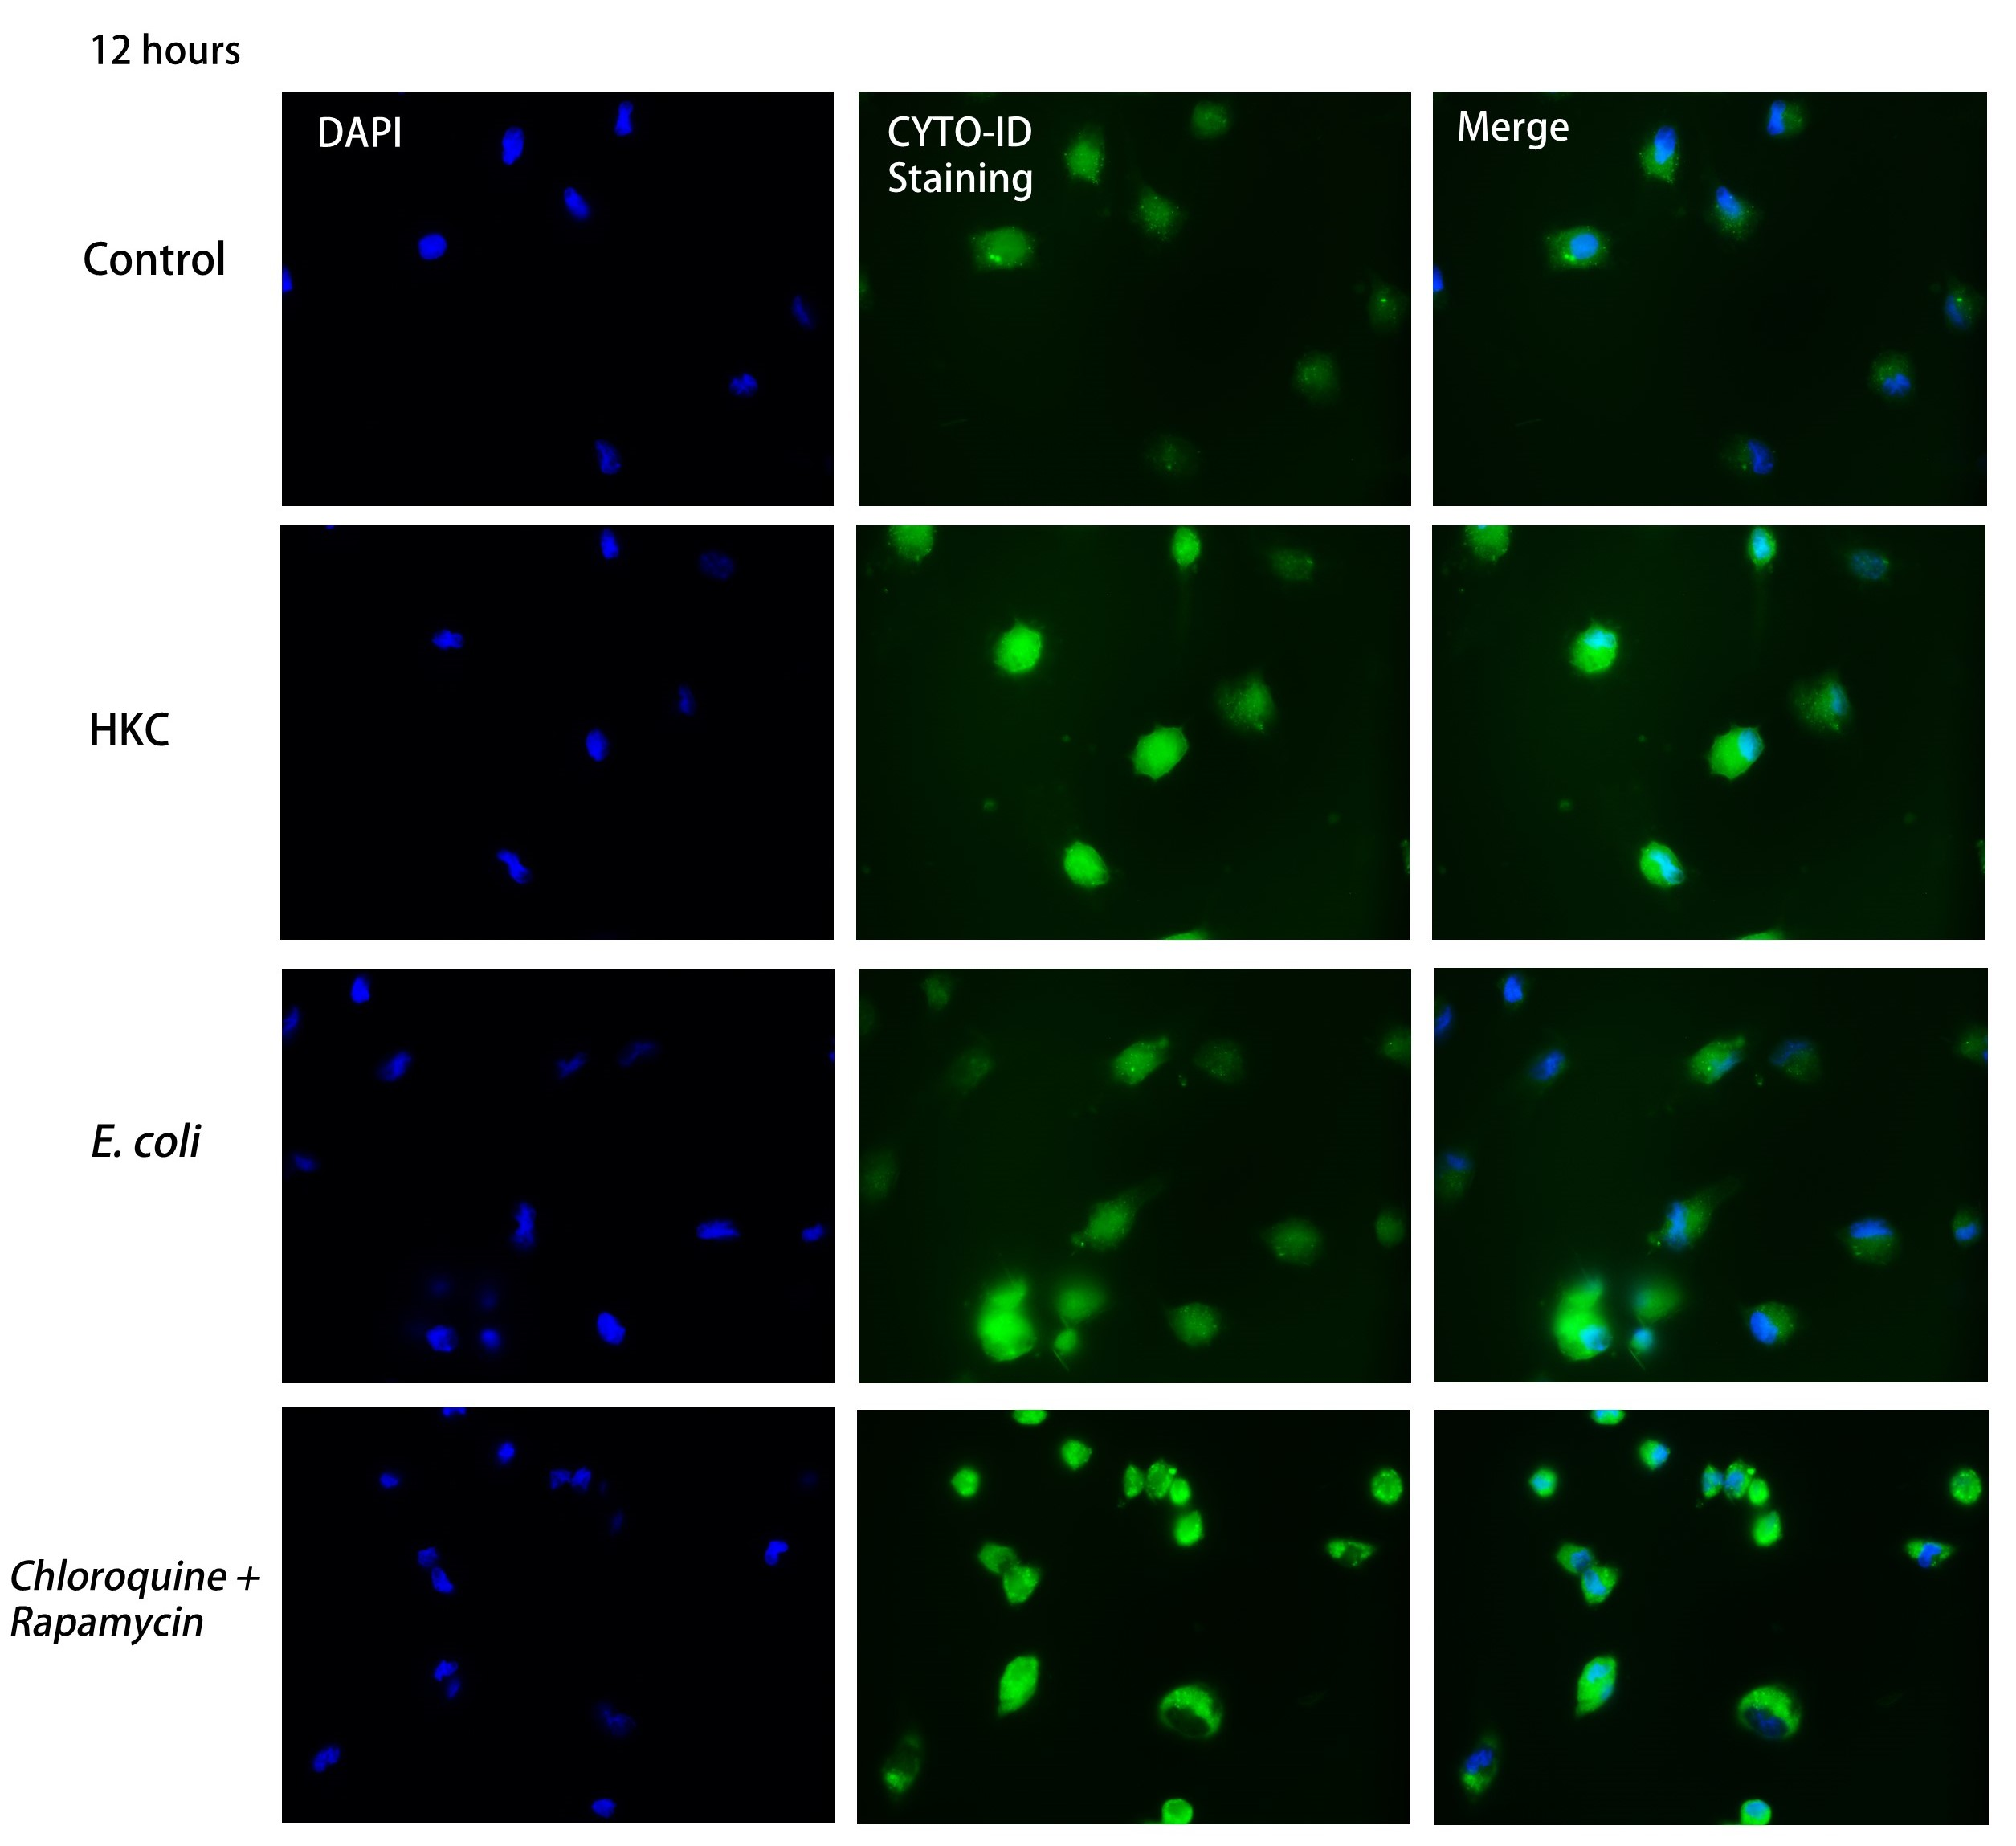 12 hours
DAPI
CYTO-ID
Staining
Merge
Control
HKC
E. coli
Chloroquine +
Rapamycin